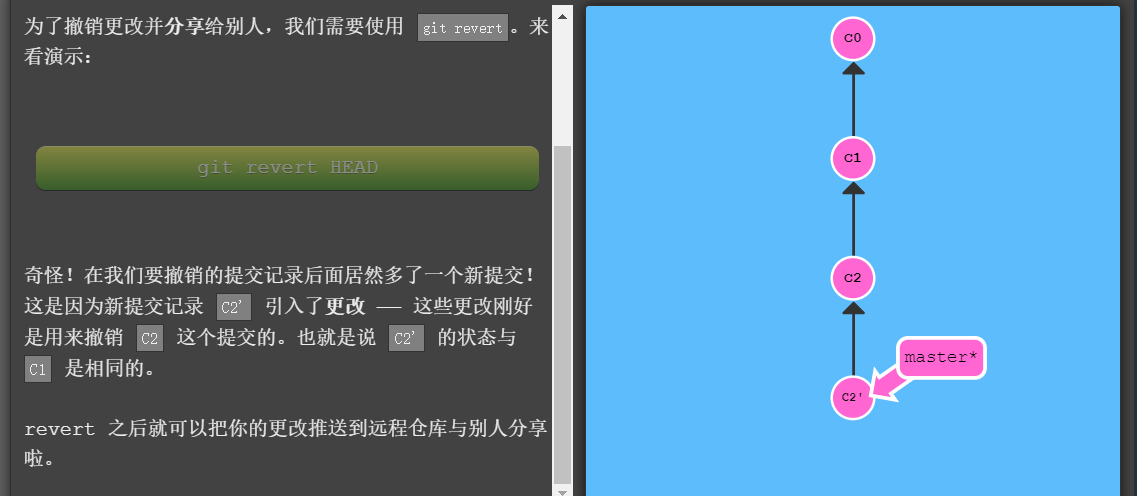 为了撤销更改并分享给别人，我们需要使用 git revert。来
看演示：
git revert HEAD
奇怪！在我们要撤销的提交记录后面居然多了一个新提交！
这是因为新提交记录 C2' 引入了更改 —— 这些更改刚好
是用来撤销 C2 这个提交的。也就是说 C2' 的状态与
C1 是相同的。
revert 之后就可以把你的更改推送到远程仓库与别人分享
啦。
C0
C1
C2
master*
C2'